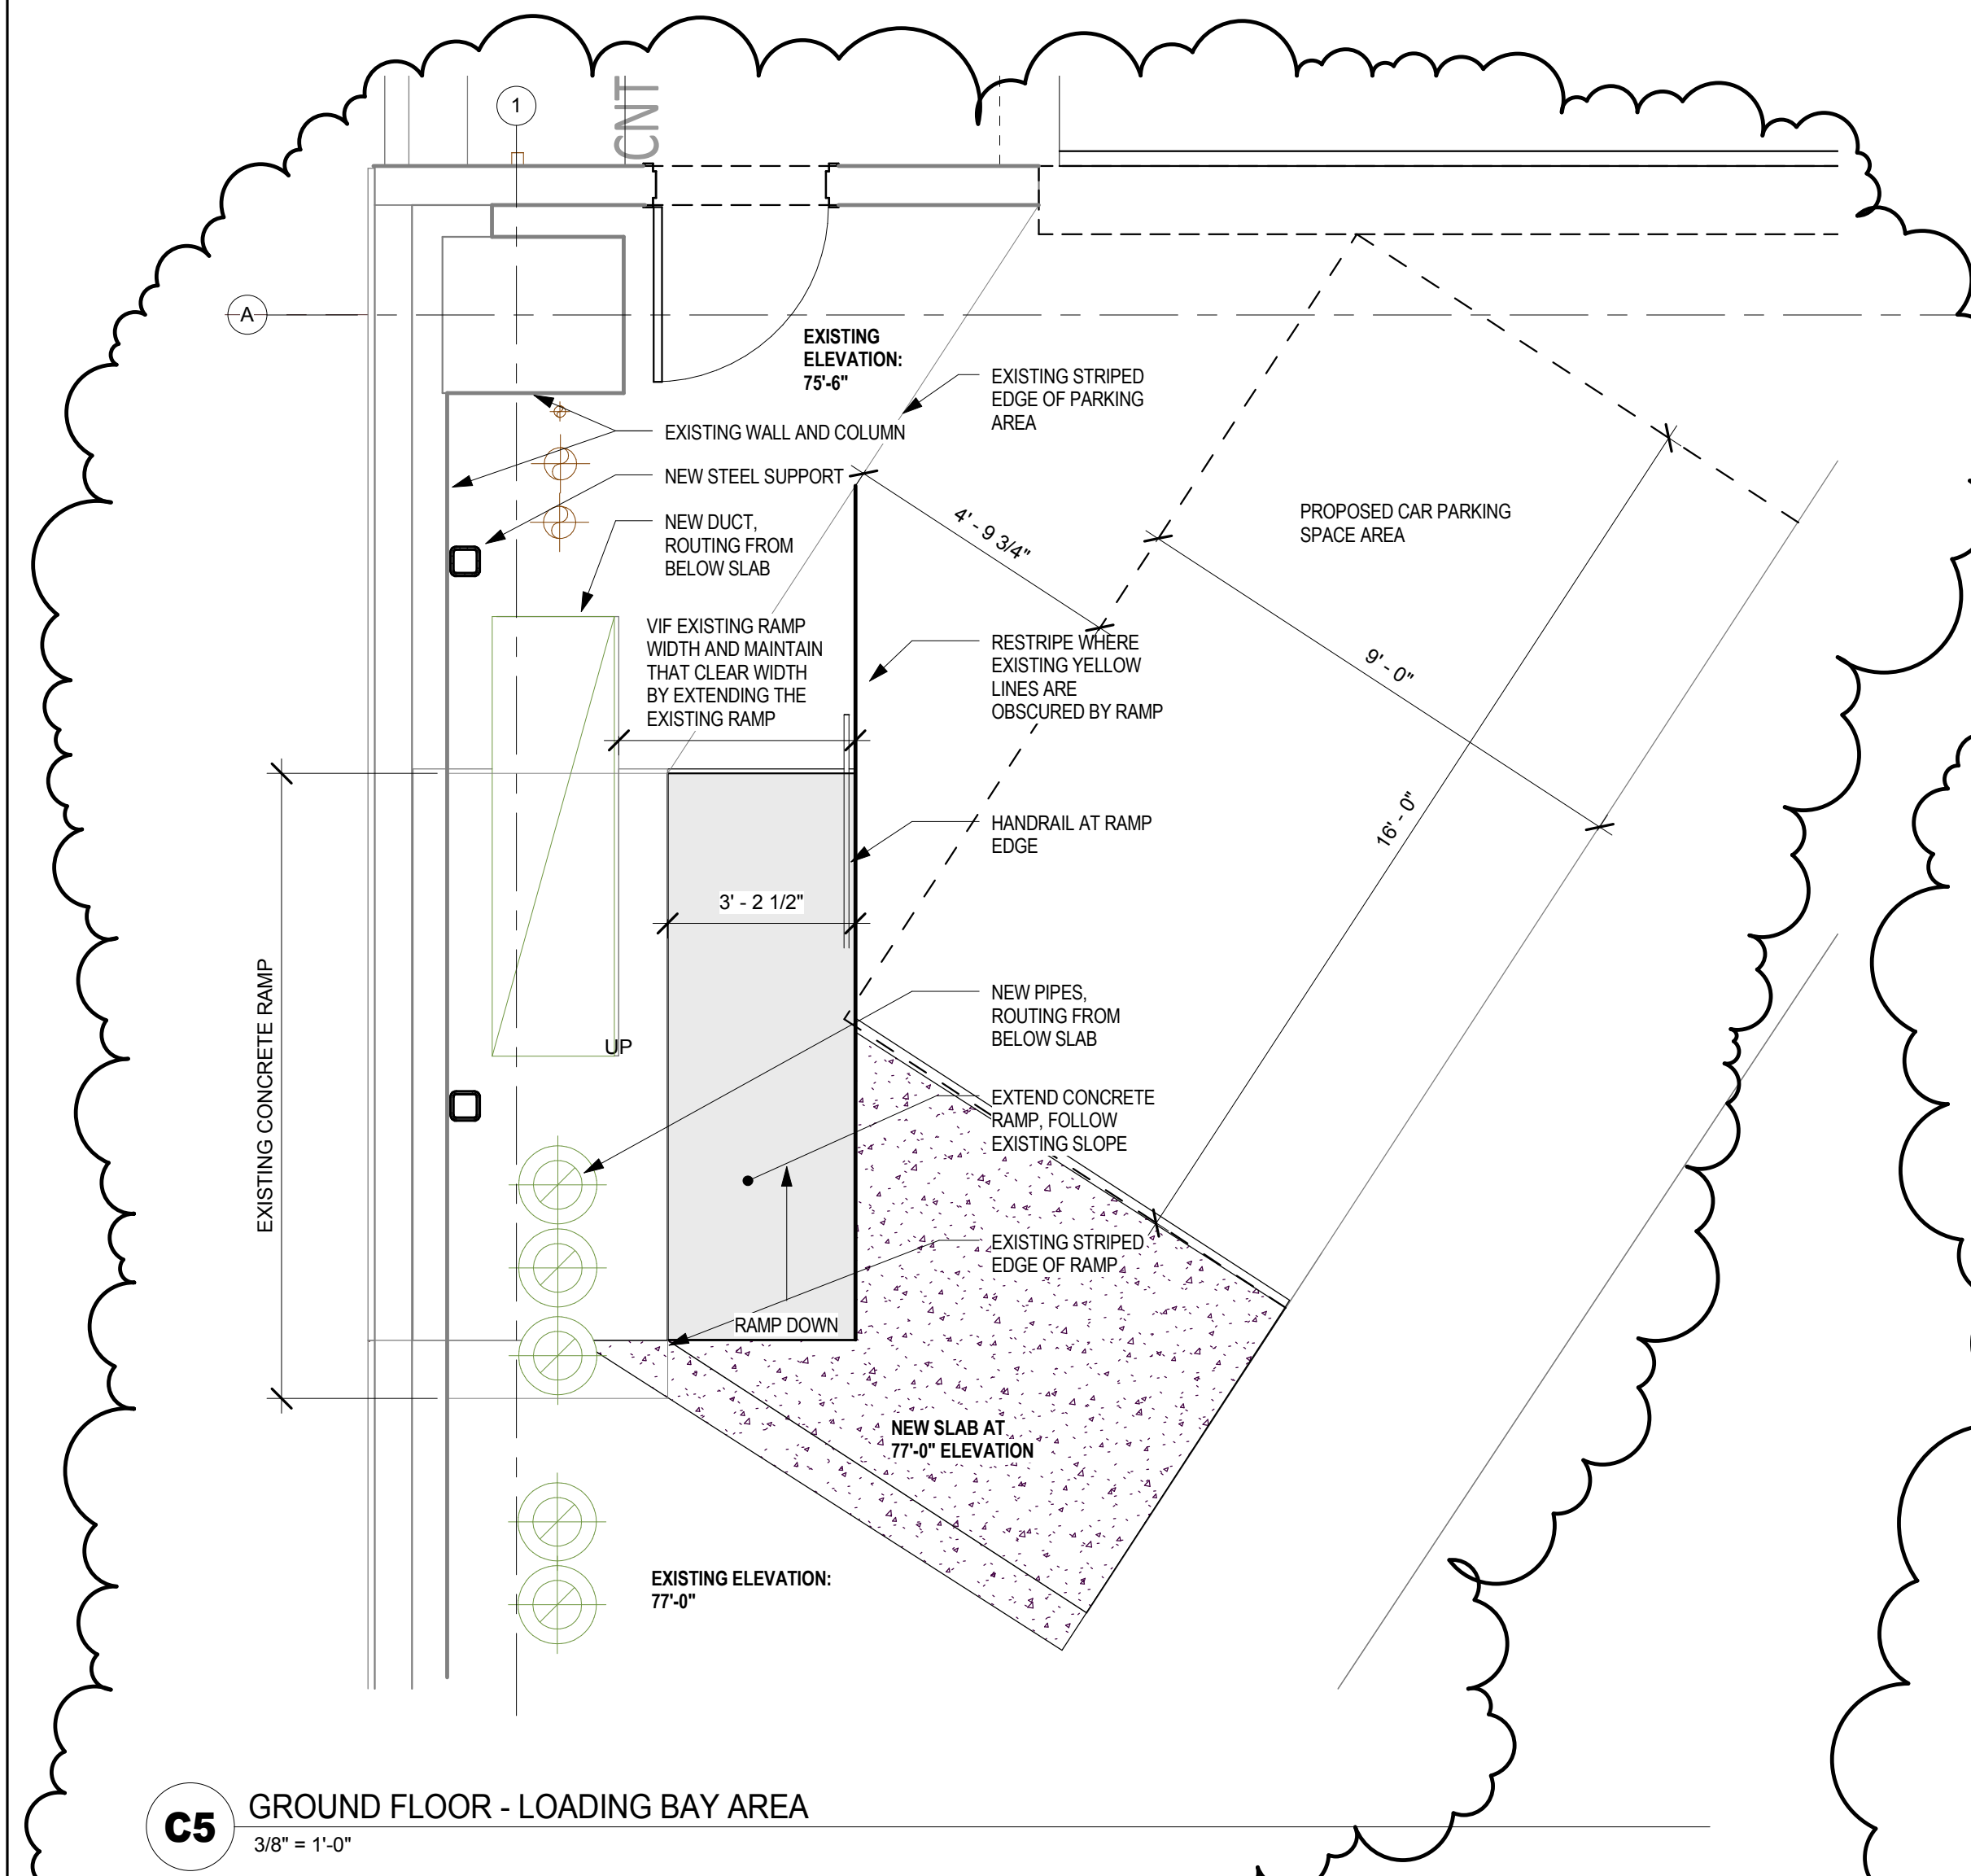 CNT
1
A
EXISTING
ELEVATION:
75'-6"
EXISTING STRIPED
EDGE OF PARKING
AREA
EXISTING WALL AND COLUMN
NEW STEEL SUPPORT
NEW DUCT,
ROUTING FROM
BELOW SLAB
4' - 9 3/4"
PROPOSED CAR PARKING
SPACE AREA
VIF EXISTING RAMP
WIDTH AND MAINTAIN
THAT CLEAR WIDTH
BY EXTENDING THE
EXISTING RAMP
RESTRIPE WHERE
EXISTING YELLOW
LINES ARE
OBSCURED BY RAMP
9' - 0"
16' - 0"
HANDRAIL AT RAMP
EDGE
3' - 2 1/2"
EXISTING CONCRETE RAMP
NEW PIPES,
ROUTING FROM
BELOW SLAB
UP
EXTEND CONCRETE
RAMP, FOLLOW
EXISTING SLOPE
EXISTING STRIPED
EDGE OF RAMP
RAMP DOWN
NEW SLAB AT
77'-0" ELEVATION
EXISTING ELEVATION:
77'-0"
C5
GROUND FLOOR - LOADING BAY AREA
3/8" = 1'-0"